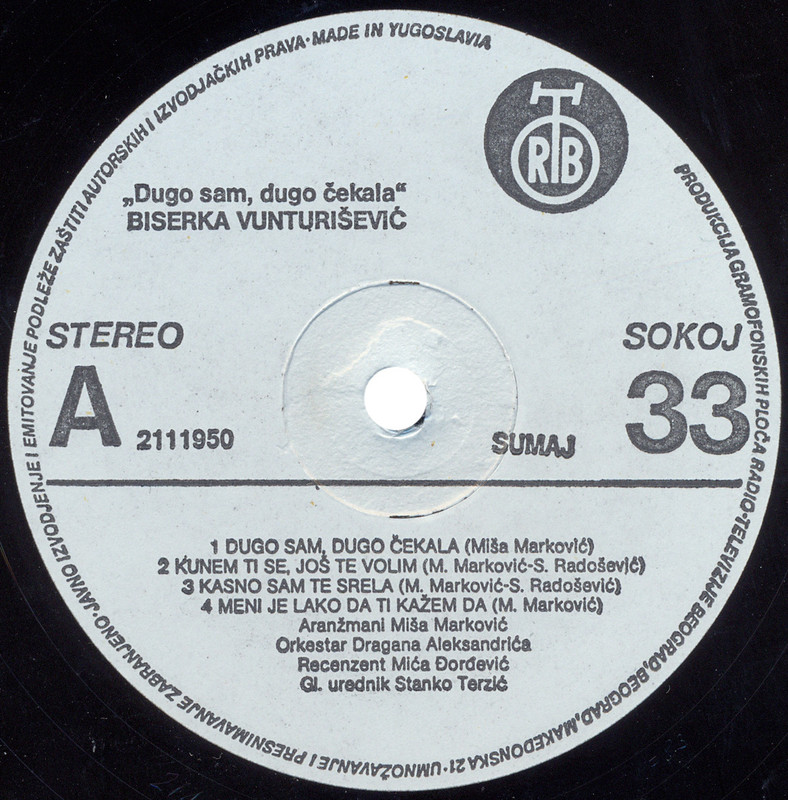 PRODUKCIJA GRAMOFONSKIH PLOČA RADIO-TELEVIZIJE BEOGRAD, BEOGRAD, MAKEDONSKA 21 · UMNOŽAVANJE I PRESNIMAVANJE ZABRANJENO · JAVNO IZVODJENJE I EMITOVANJE PODLEŽE ZAŠTITI AUTORSKIH I IZVODJAČKIH PRAVA · MADE IN YUGOSLAVIA
RTB
„Dugo sam, dugo čekala“
BISERKA VUNTURIŠEVIĆ
STEREO
SOKOJ
A
33
2111950
SUMAJ
1 DUGO SAM, DUGO ČEKALA (Miša Marković)
2 KUNEM TI SE, JOŠ TE VOLIM (M. Marković-S. Radošević)
3 KASNO SAM TE SRELA (M. Marković-S. Radošević)
4 MENI JE LAKO DA TI KAŽEM DA (M. Marković)
Aranžmani Miša Marković
Orkestar Dragana Aleksandrića
Recenzent Mića Đorđević
Gl. urednik Stanko Terzić